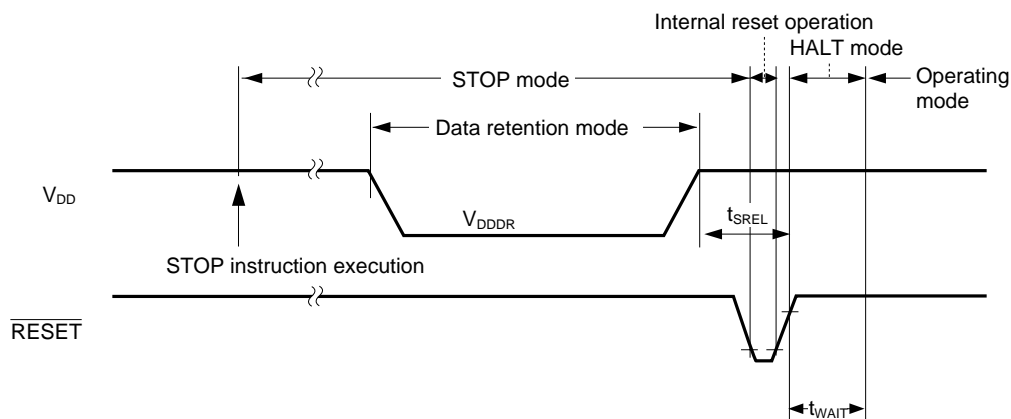 Internal reset operation
HALT mode
STOP mode
Operating
mode
Data retention mode
VDD
VDDDR
tSREL
STOP instruction execution
RESET
tWAIT